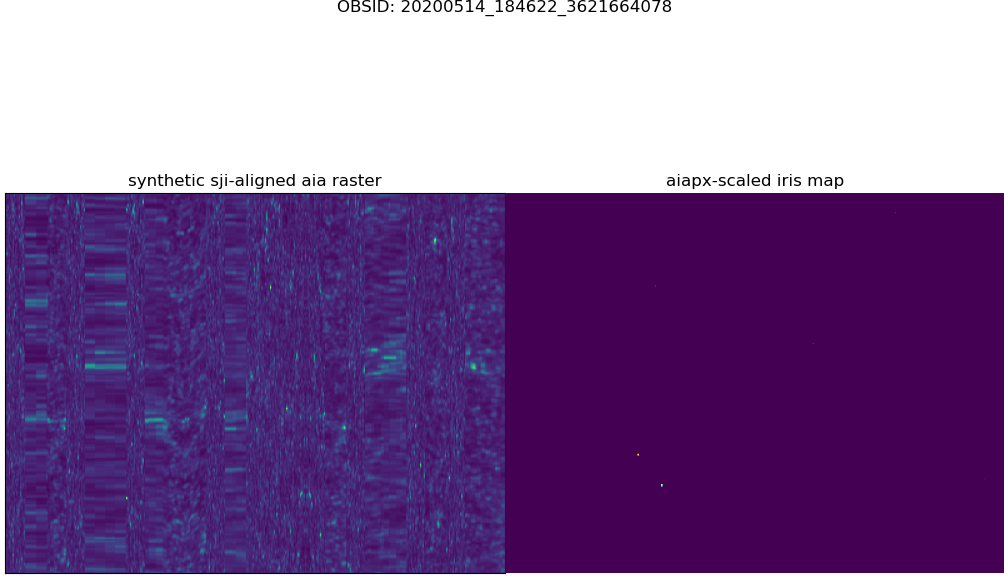 OBSID: 20200514_184622_3621664078
synthetic sji-aligned aia raster
aiapx-scaled iris map